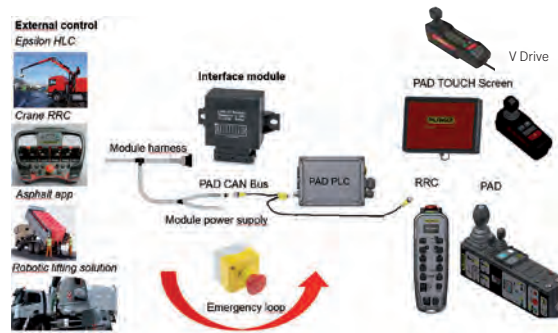 External control
Epsilon HLC
Crane RRC
Asphalt app
Robotic lifting solution
Interface module
Module harness
PAD CAN Bus
Module power supply
Emergency loop
PAD PLC
V Drive
PAD TOUCH Screen
RRC
PAD